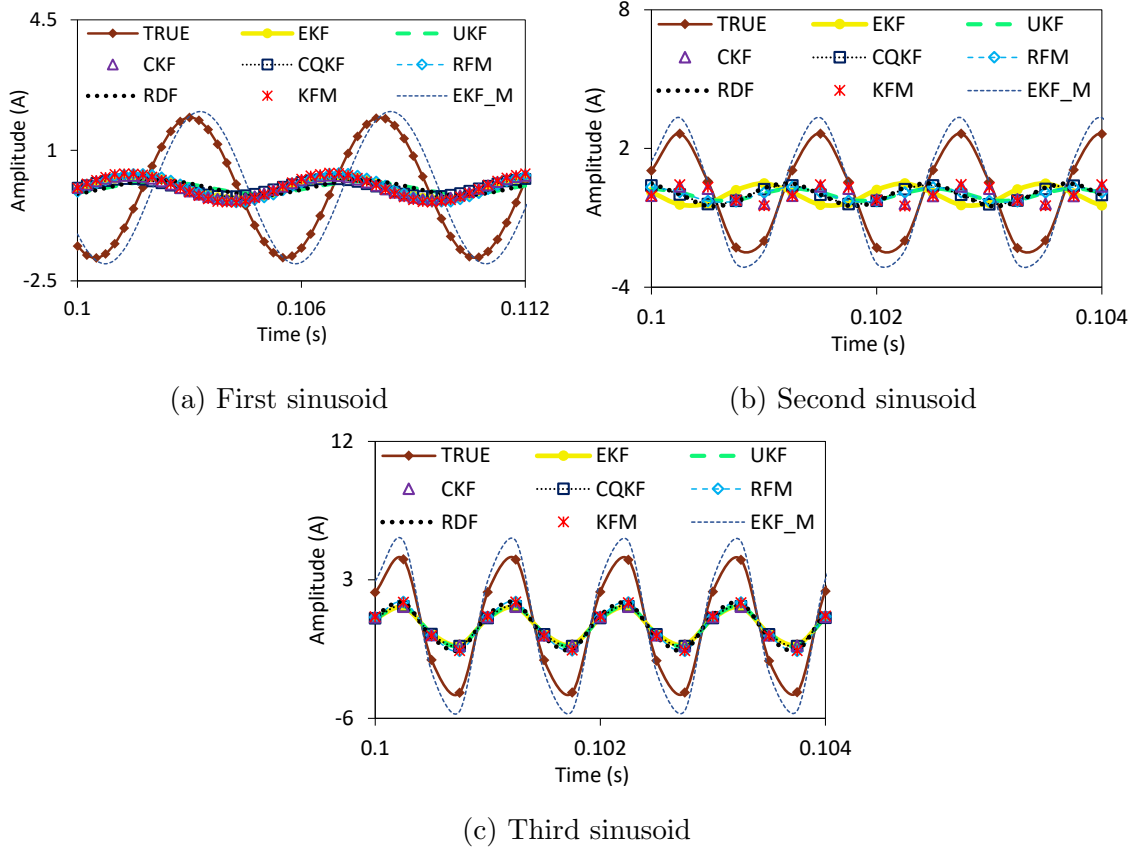 4.5
1
-2.5
Amplitude (A)
TRUE EKF UKF
CKF CQKF RFM
RDF KFM EKF_M
0.1 0.106 0.112
Time (s)
(a) First sinusoid
8
2
-4
Amplitude (A)
TRUE EKF UKF
CKF CQKF RFM
RDF KFM EKF_M
0.1 0.102 0.104
Time (s)
(b) Second sinusoid
12
3
-6
Amplitude (A)
TRUE EKF UKF
CKF CQKF RFM
RDF KFM EKF_M
0.1 0.102 0.104
Time (s)
(c) Third sinusoid